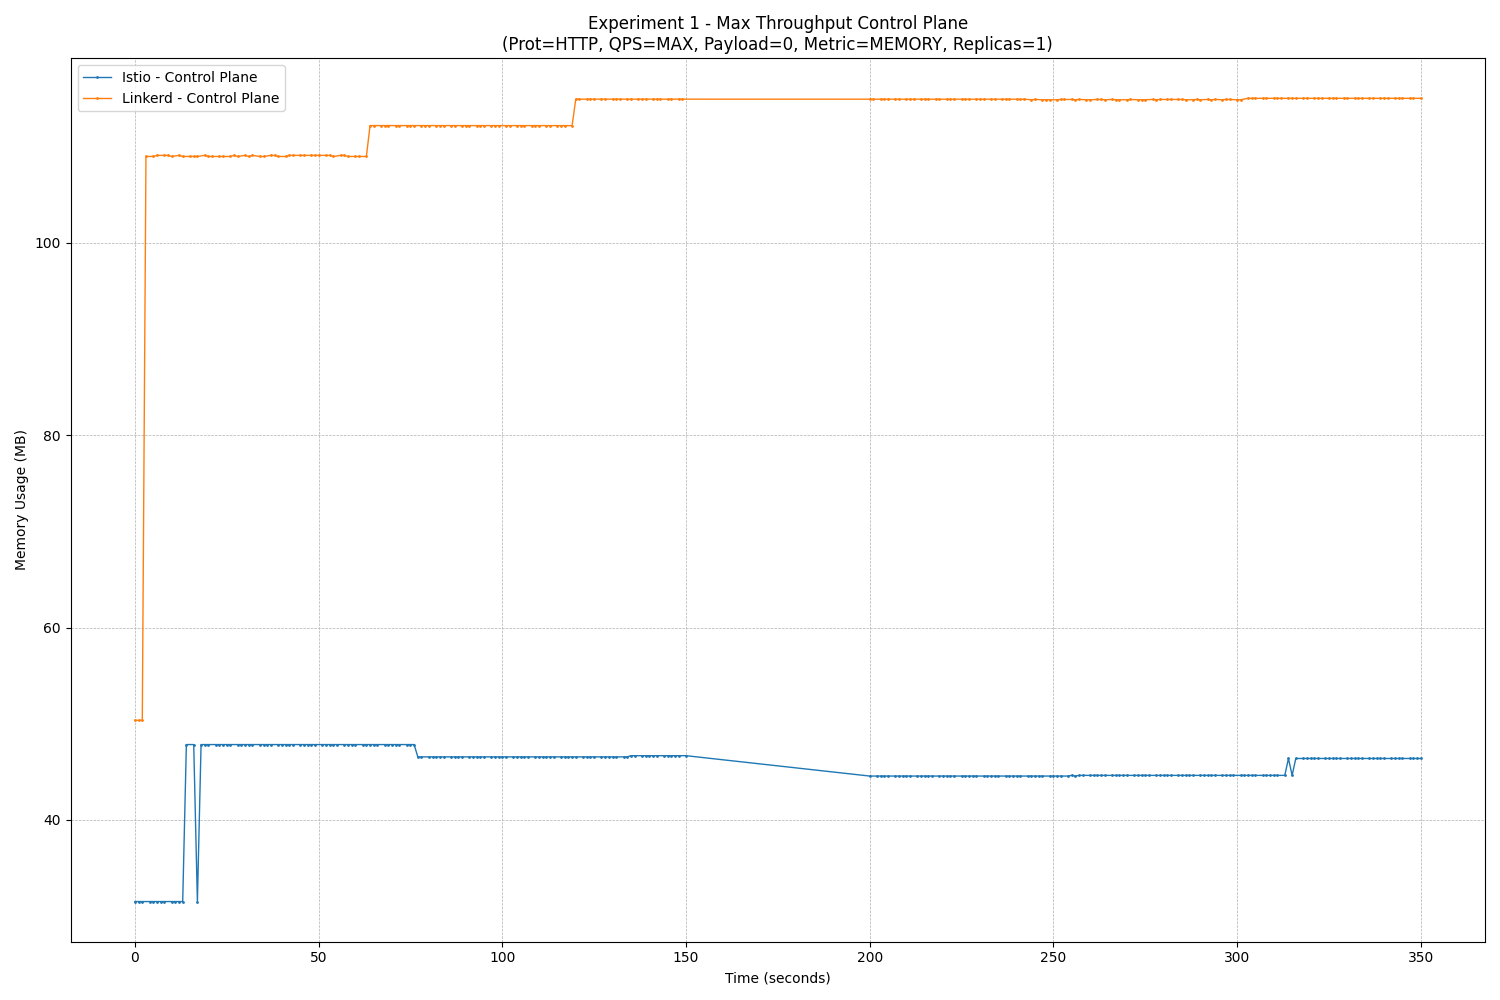 Experiment 1 - Max Throughput Control Plane
(Prot=HTTP, QPS=MAX, Payload=0, Metric=MEMORY, Replicas=1)
Istio - Control Plane
Linkerd - Control Plane
Memory Usage (MB)
100
80
60
40
0
50
100
150
200
250
300
350
Time (seconds)